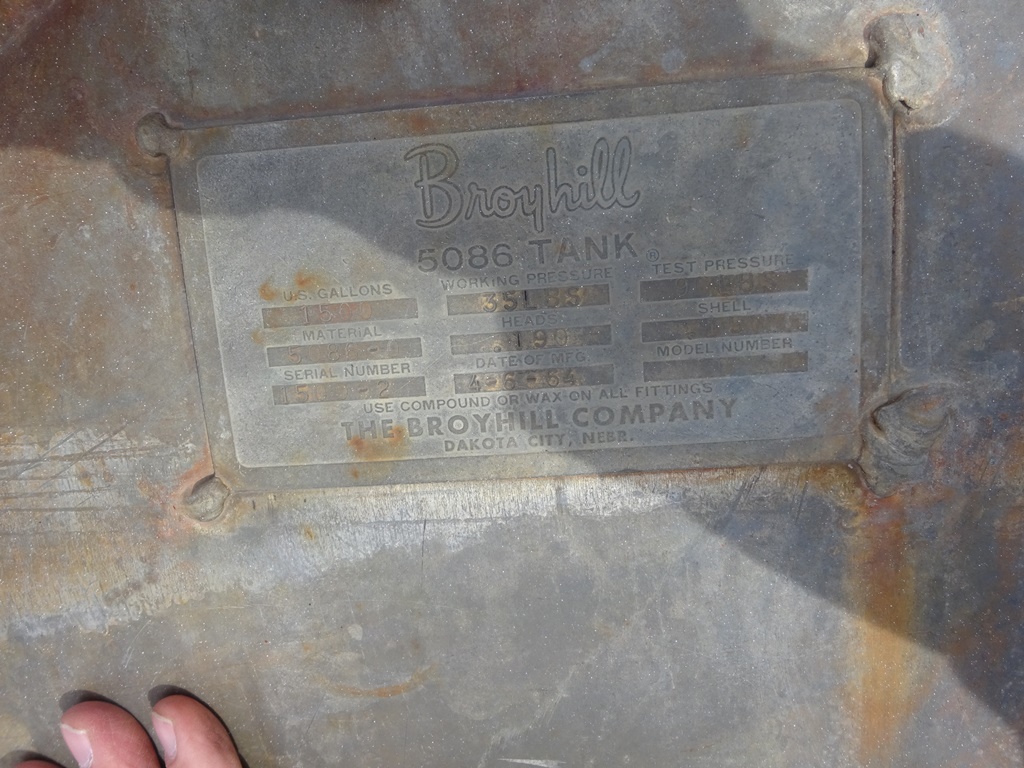 Broyhill
5086 TANK ®
U.S. GALLONS WORKING PRESSURE TEST PRESSURE
MATERIAL HEADS SHELL
SERIAL NUMBER DATE OF MFG. MODEL NUMBER
USE COMPOUND OR WAX ON ALL FITTINGS
THE BROYHILL COMPANY
DAKOTA CITY, NEBR.